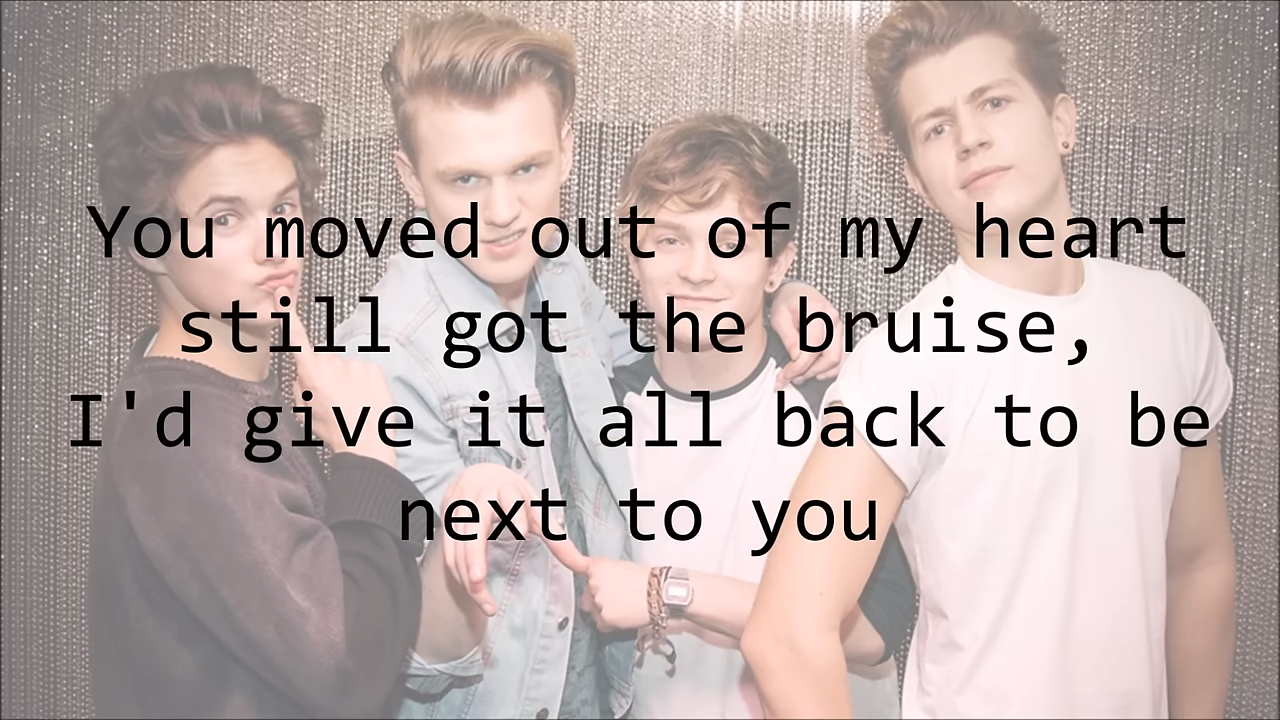 You moved out of my heart
still got the bruise,
I'd give it all back to be
next to you